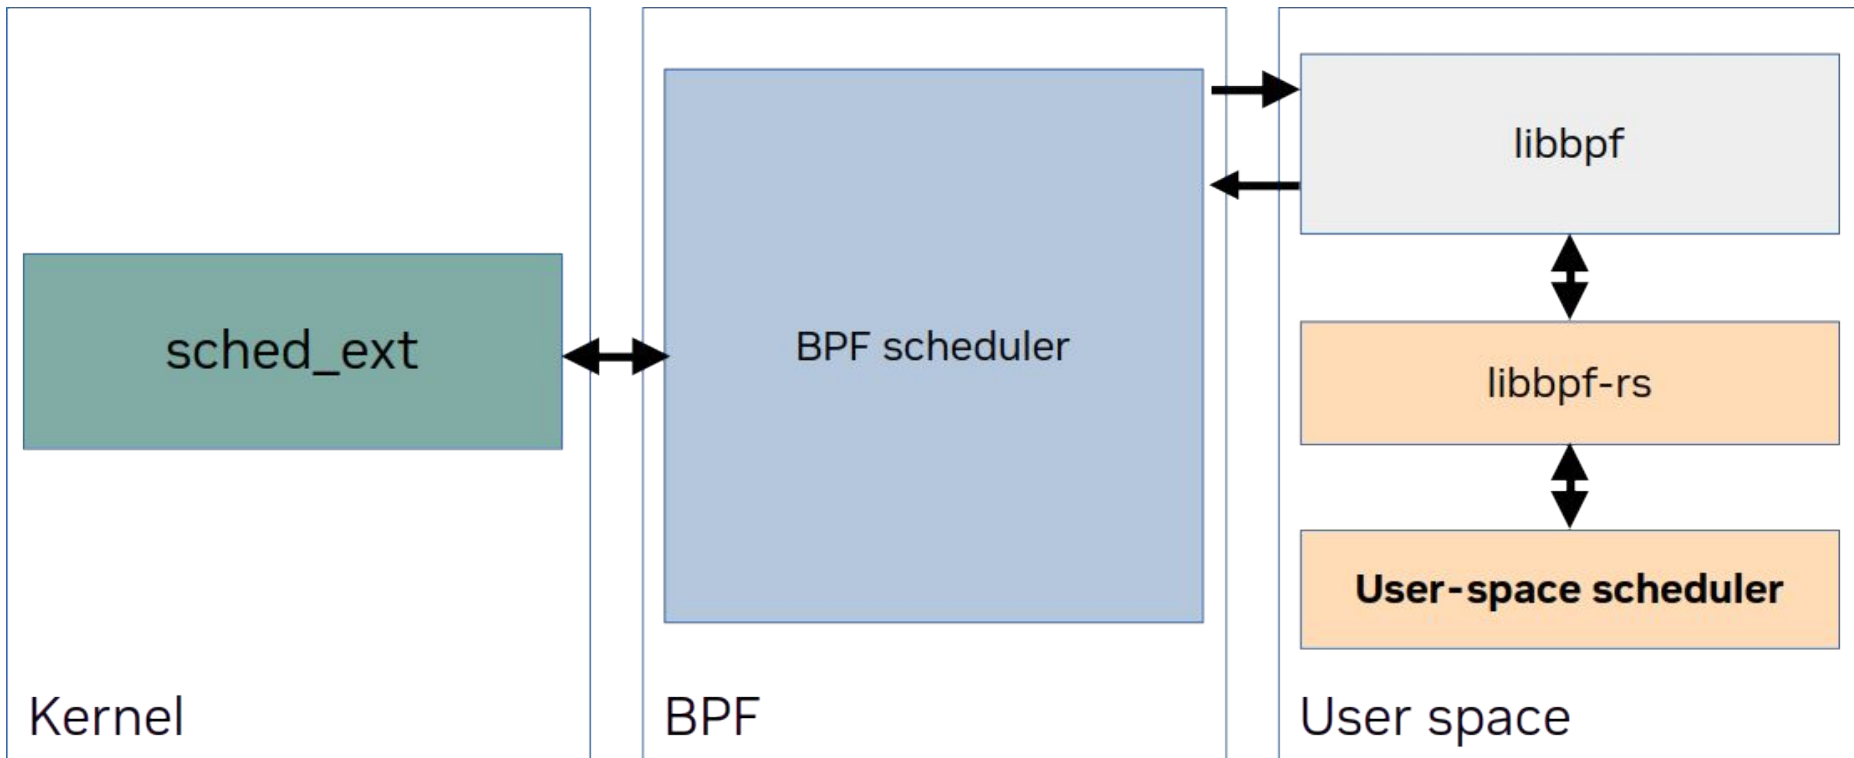 sched_ext
Kernel
BPF scheduler
BPF
libbpf
libbpf-rs
User-space scheduler
User space